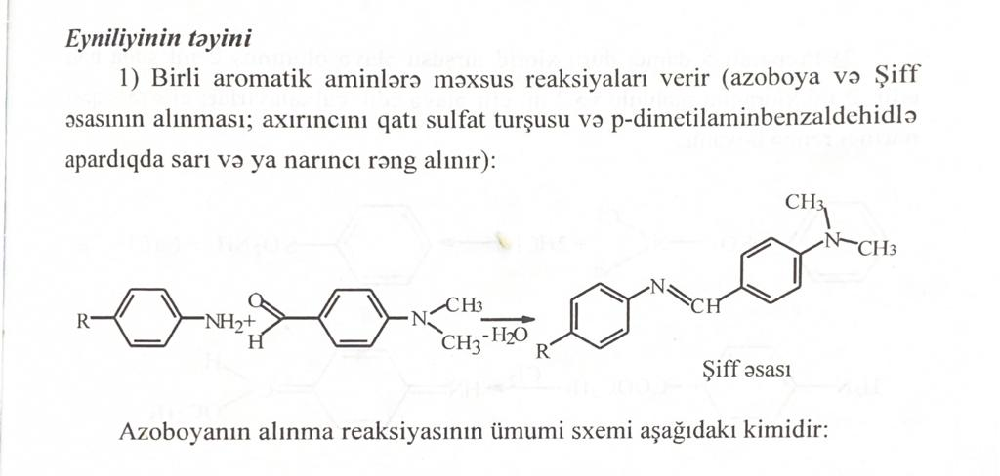 Eyniliyinin təyini
1) Birli aromatik aminlərə məxsus reaksiyaları verir (azoboya və Şiff
əsasının alınması; axırıncını qatı sulfat turşusu və p-dimetilaminbenzaldehidlə
apardıqda sarı və ya narıncı rəng alınır):
CH3
N
CH3
R
NH2+
O
H
N
CH3
CH3
-H2O
R
N
CH
Şiff əsası
Azoboyanın alınma reaksiyasının ümumi sxemi aşağıdakı kimidir: